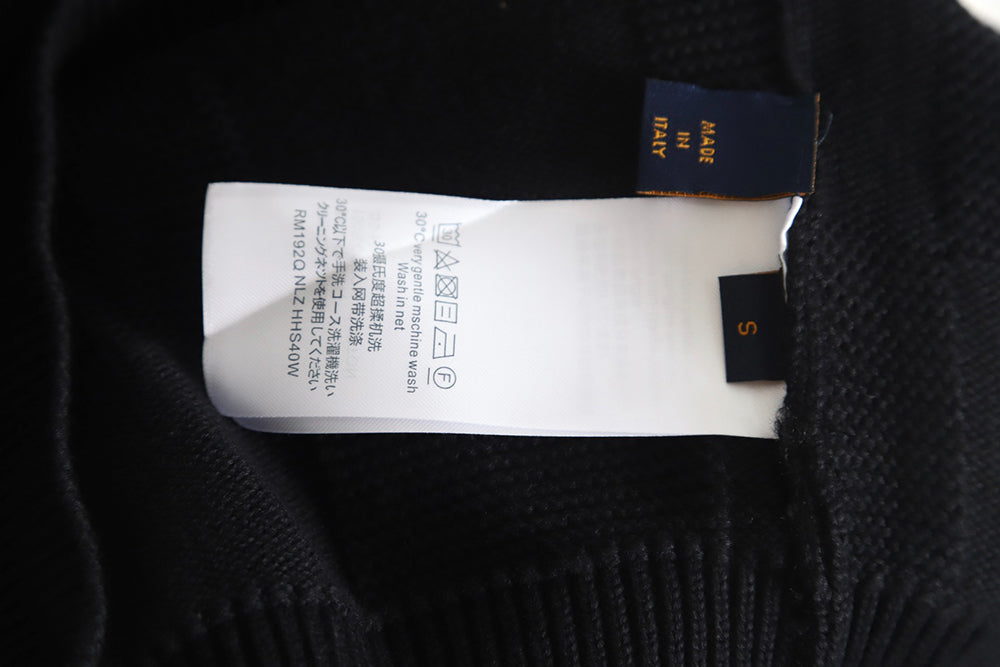 MADE
IN
ITALY
S
30
F
30°C very gentle mschine wash
Wash in net
30摄氏度超揉机洗
装入网带洗涤
30°C以下で手洗コース洗濯機洗い
クリーニングネットを使用してください
RM192Q NLZ HHS40W